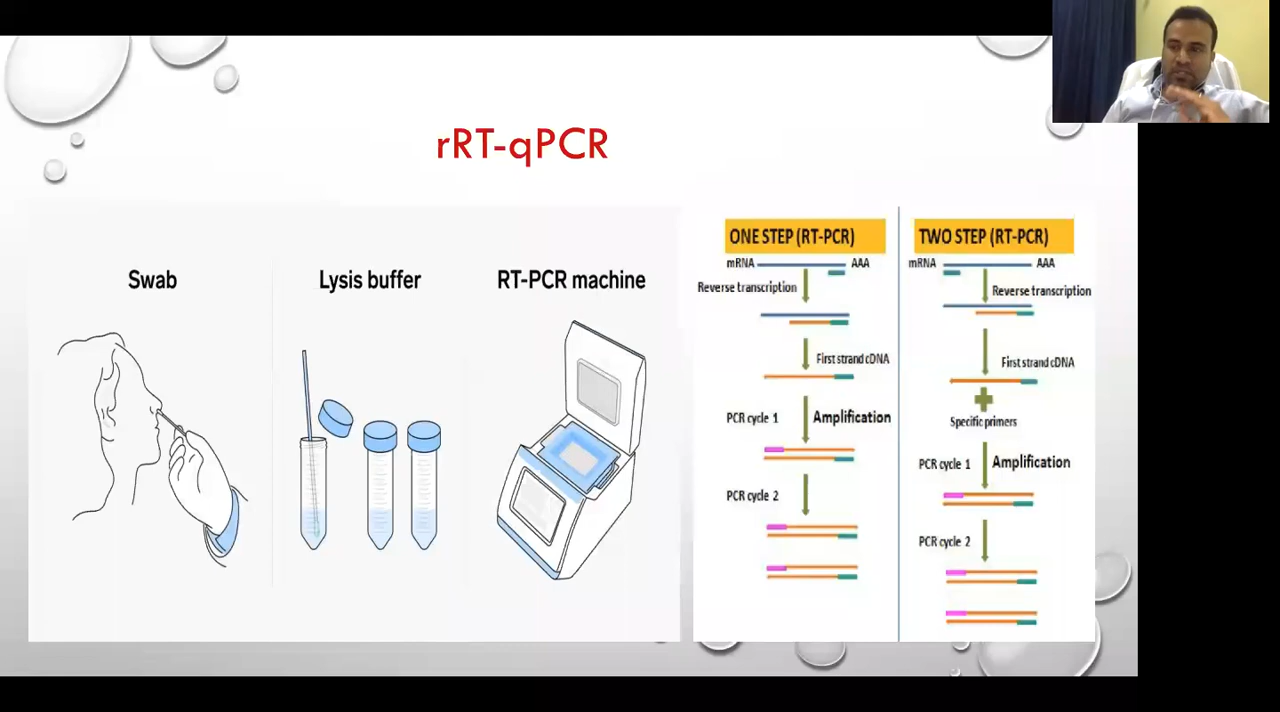 rRT-qPCR
Swab
Lysis buffer
RT-PCR machine
ONE STEP (RT-PCR)
mRNA AAA
Reverse transcription
First strand cDNA
PCR cycle 1 Amplification
PCR cycle 2
TWO STEP (RT-PCR)
mRNA AAA
Reverse transcription
First strand cDNA
Specific primers
PCR cycle 1 Amplification
PCR cycle 2